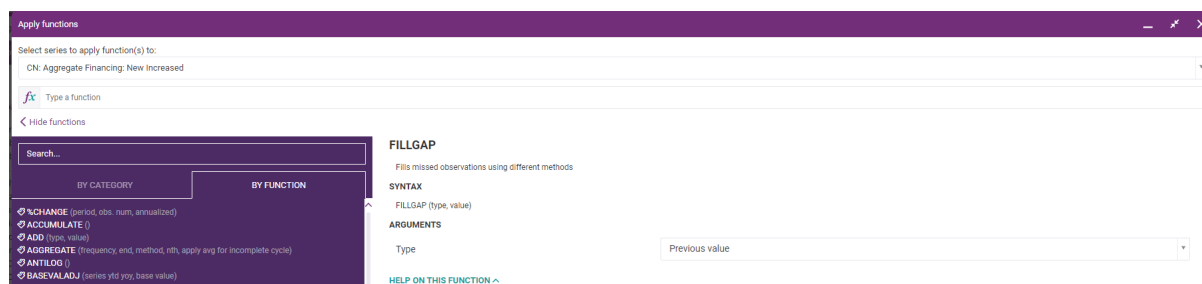 Apply functions
Select series to apply function(s) to:
CN: Aggregate Financing: New Increased
fx Type a function
Hide functions
Search...
BY CATEGORY BY FUNCTION
%CHANGE (period, obs. num, annualized)
ACCUMULATE ()
ADD (type, value)
AGGREGATE (frequency, end, method, nth, apply avg for incomplete cycle)
ANTILOG ()
BASEVALADJ (series ytd yoy, base value)
FILLGAP
Fills missed observations using different methods
SYNTAX
FILLGAP (type, value)
ARGUMENTS
Type Previous value
HELP ON THIS FUNCTION